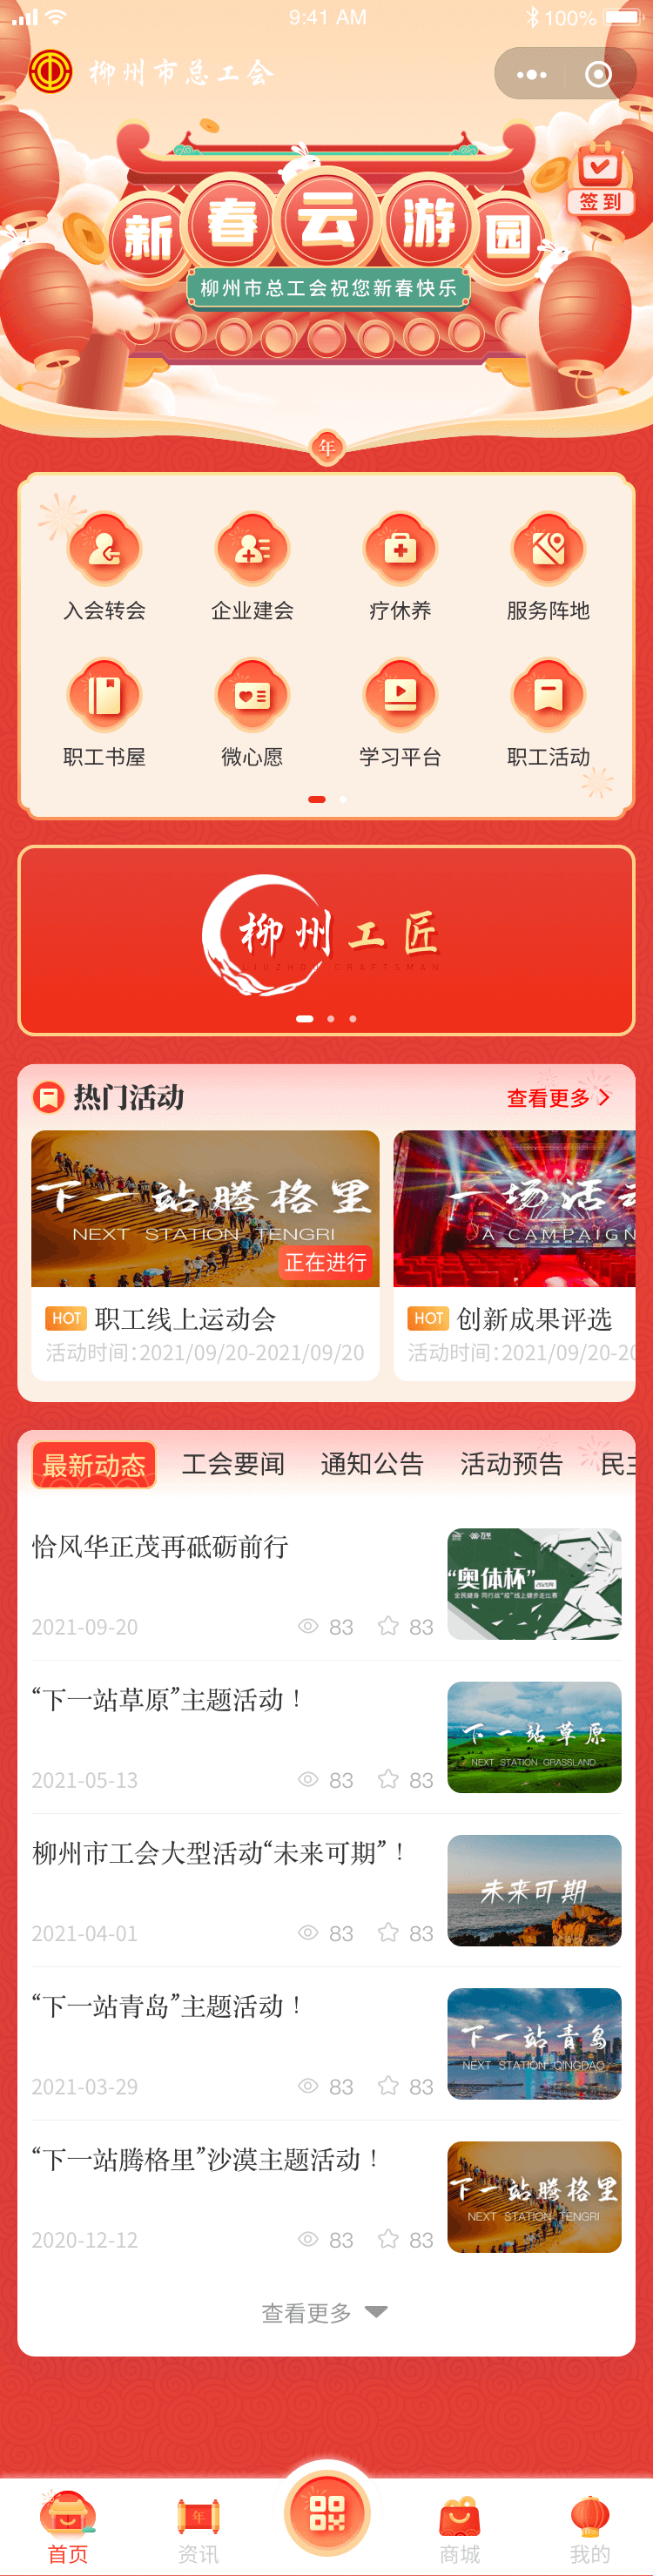 9:41 AM
100%
柳州市总工会
签到
新春云游园
柳州市总工会祝您新春快乐
年
入会转会
企业建会
疗休养
服务阵地
职工书屋
微心愿
学习平台
职工活动
柳州工匠
LIUZHOU CRAFTSMAN
热门活动
查看更多
下一站腾格里
NEXT STATION TENGRI
正在进行
一场活
A CAMPAIGN
HOT 职工线上运动会
活动时间:2021/09/20-2021/09/20
HOT 创新成果评选
活动时间:2021/09/20-20
最新动态
工会要闻
通知公告
活动预告
民主
恰风华正茂再砥砺前行
2021-09-20
83
83
“奥体杯”
“下一站草原”主题活动！
2021-05-13
83
83
下一站草原
NEXT STATION GRASSLAND
柳州市工会大型活动“未来可期”！
2021-04-01
83
83
未来可期
“下一站青岛”主题活动！
2021-03-29
83
83
下一站青岛
NEXT STATION QINGDAO
“下一站腾格里”沙漠主题活动！
2020-12-12
83
83
下一站腾格里
NEXT STATION TENGRI
查看更多
首页
年
资讯
商城
我的